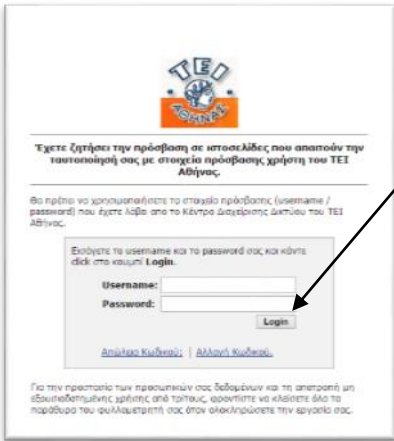 ΤΕΙ
ΑΘΗΝΑΣ
Έχετε ζητήσει την πρόσβαση σε ιστοσελίδες που απαιτούν την
ταυτοποίησή σας με στοιχεία πρόσβασης χρήστη του ΤΕΙ
Αθήνας.
Θα πρέπει να χρησιμοποιήσετε τα στοιχεία πρόσβασης (username /
password) που έχετε λάβει απο το Κέντρο Διαχείρισης Δικτύου του ΤΕΙ
Αθήνας.
Εισάγετε το username και το password σας και κάντε
click στο κουμπί Login.
Username:
Password:
Login
Απώλεια Κωδικού; | Αλλαγή Κωδικού.
Για την προστασία των προσωπικών σας δεδομένων και τη αποτροπή μη
εξουσιοδοτημένης χρήσης από τρίτους, φροντίστε να κλείσετε όλα τα
παράθυρα του φυλλομετρητή σας όταν ολοκληρώσετε την εργασία σας.